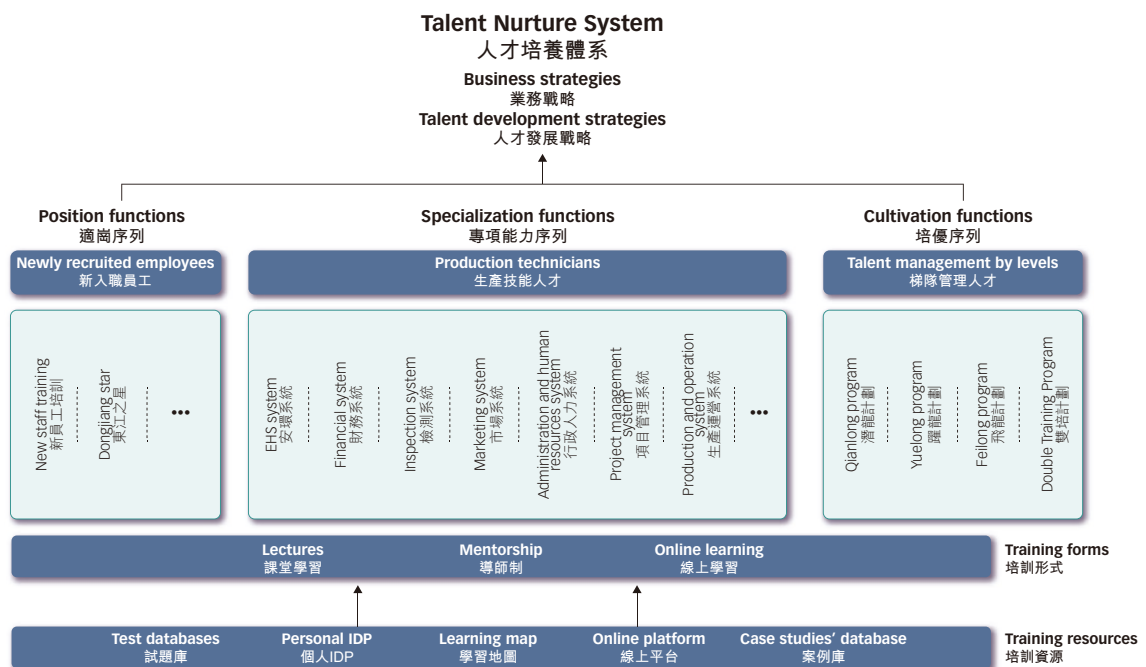 Talent Nurture System
人才培養體系
Business strategies
業務戰略
Talent development strategies
人才發展戰略
Position functions
適崗序列
Specialization functions
專項能力序列
Cultivation functions
培優序列
Newly recruited employees
新入職員工
Production technicians
生產技能人才
Talent management by levels
梯隊管理人才
New staff training
新員工培訓
Dongjiang star
東江之星
•••
EHS system
安環系統
Financial system
財務系統
Inspection system
檢測系統
Marketing system
市場系統
Administration and human
resources system
行政人力系統
Project management
system
項目管理系統
Production and operation
system
生產運營系統
•••
Qianlong program
潛龍計劃
Yuelong program
躍龍計劃
Feilong program
飛龍計劃
Double Training Program
雙培計劃
Lectures
課堂學習
Mentorship
導師制
Online learning
線上學習
Training forms
培訓形式
Test databases
試題庫
Personal IDP
個人IDP
Learning map
學習地圖
Online platform
線上平台
Case studies' database
案例庫
Training resources
培訓資源